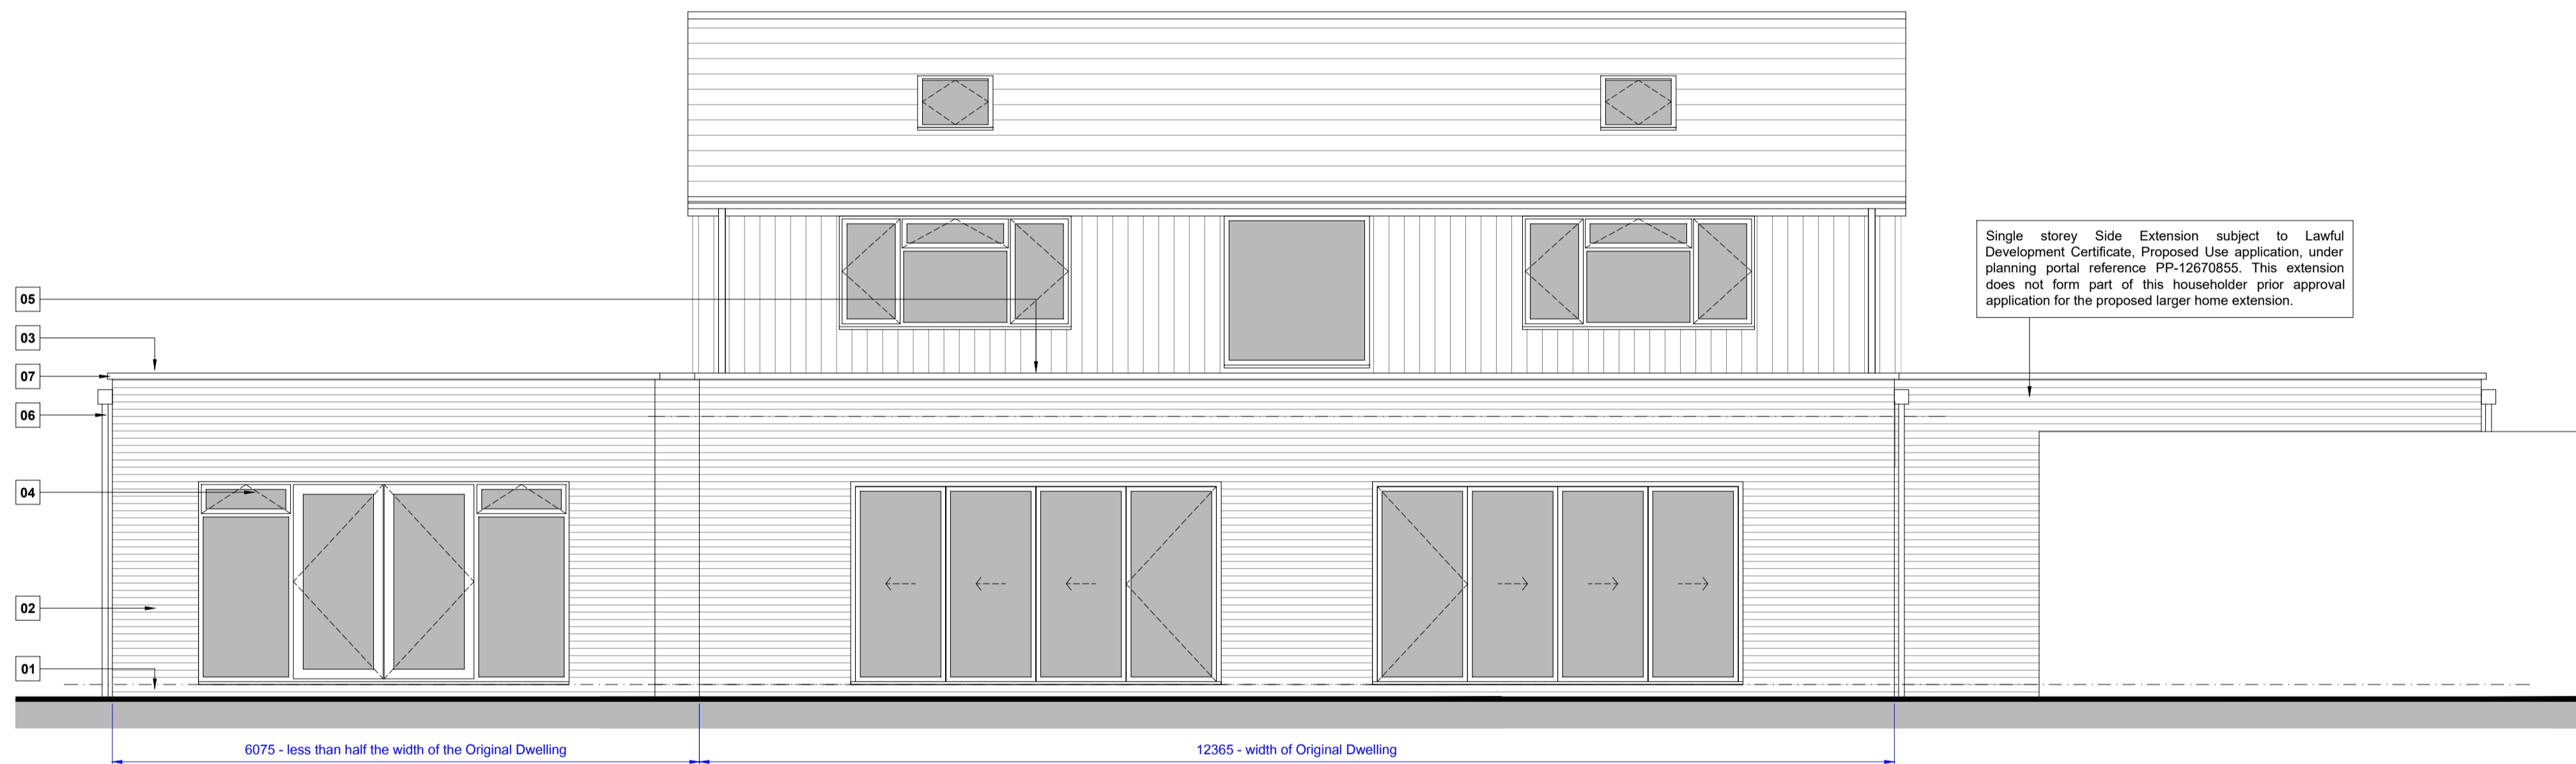 Single storey Side Extension subject to Lawful
Development Certificate, Proposed Use application, under
planning portal reference PP-12670855. This extension
does not form part of this householder prior approval
application for the proposed larger home extension.
05
03
07
06
04
02
01
6075 - less than half the width of the Original Dwelling
12365 - width of Original Dwelling